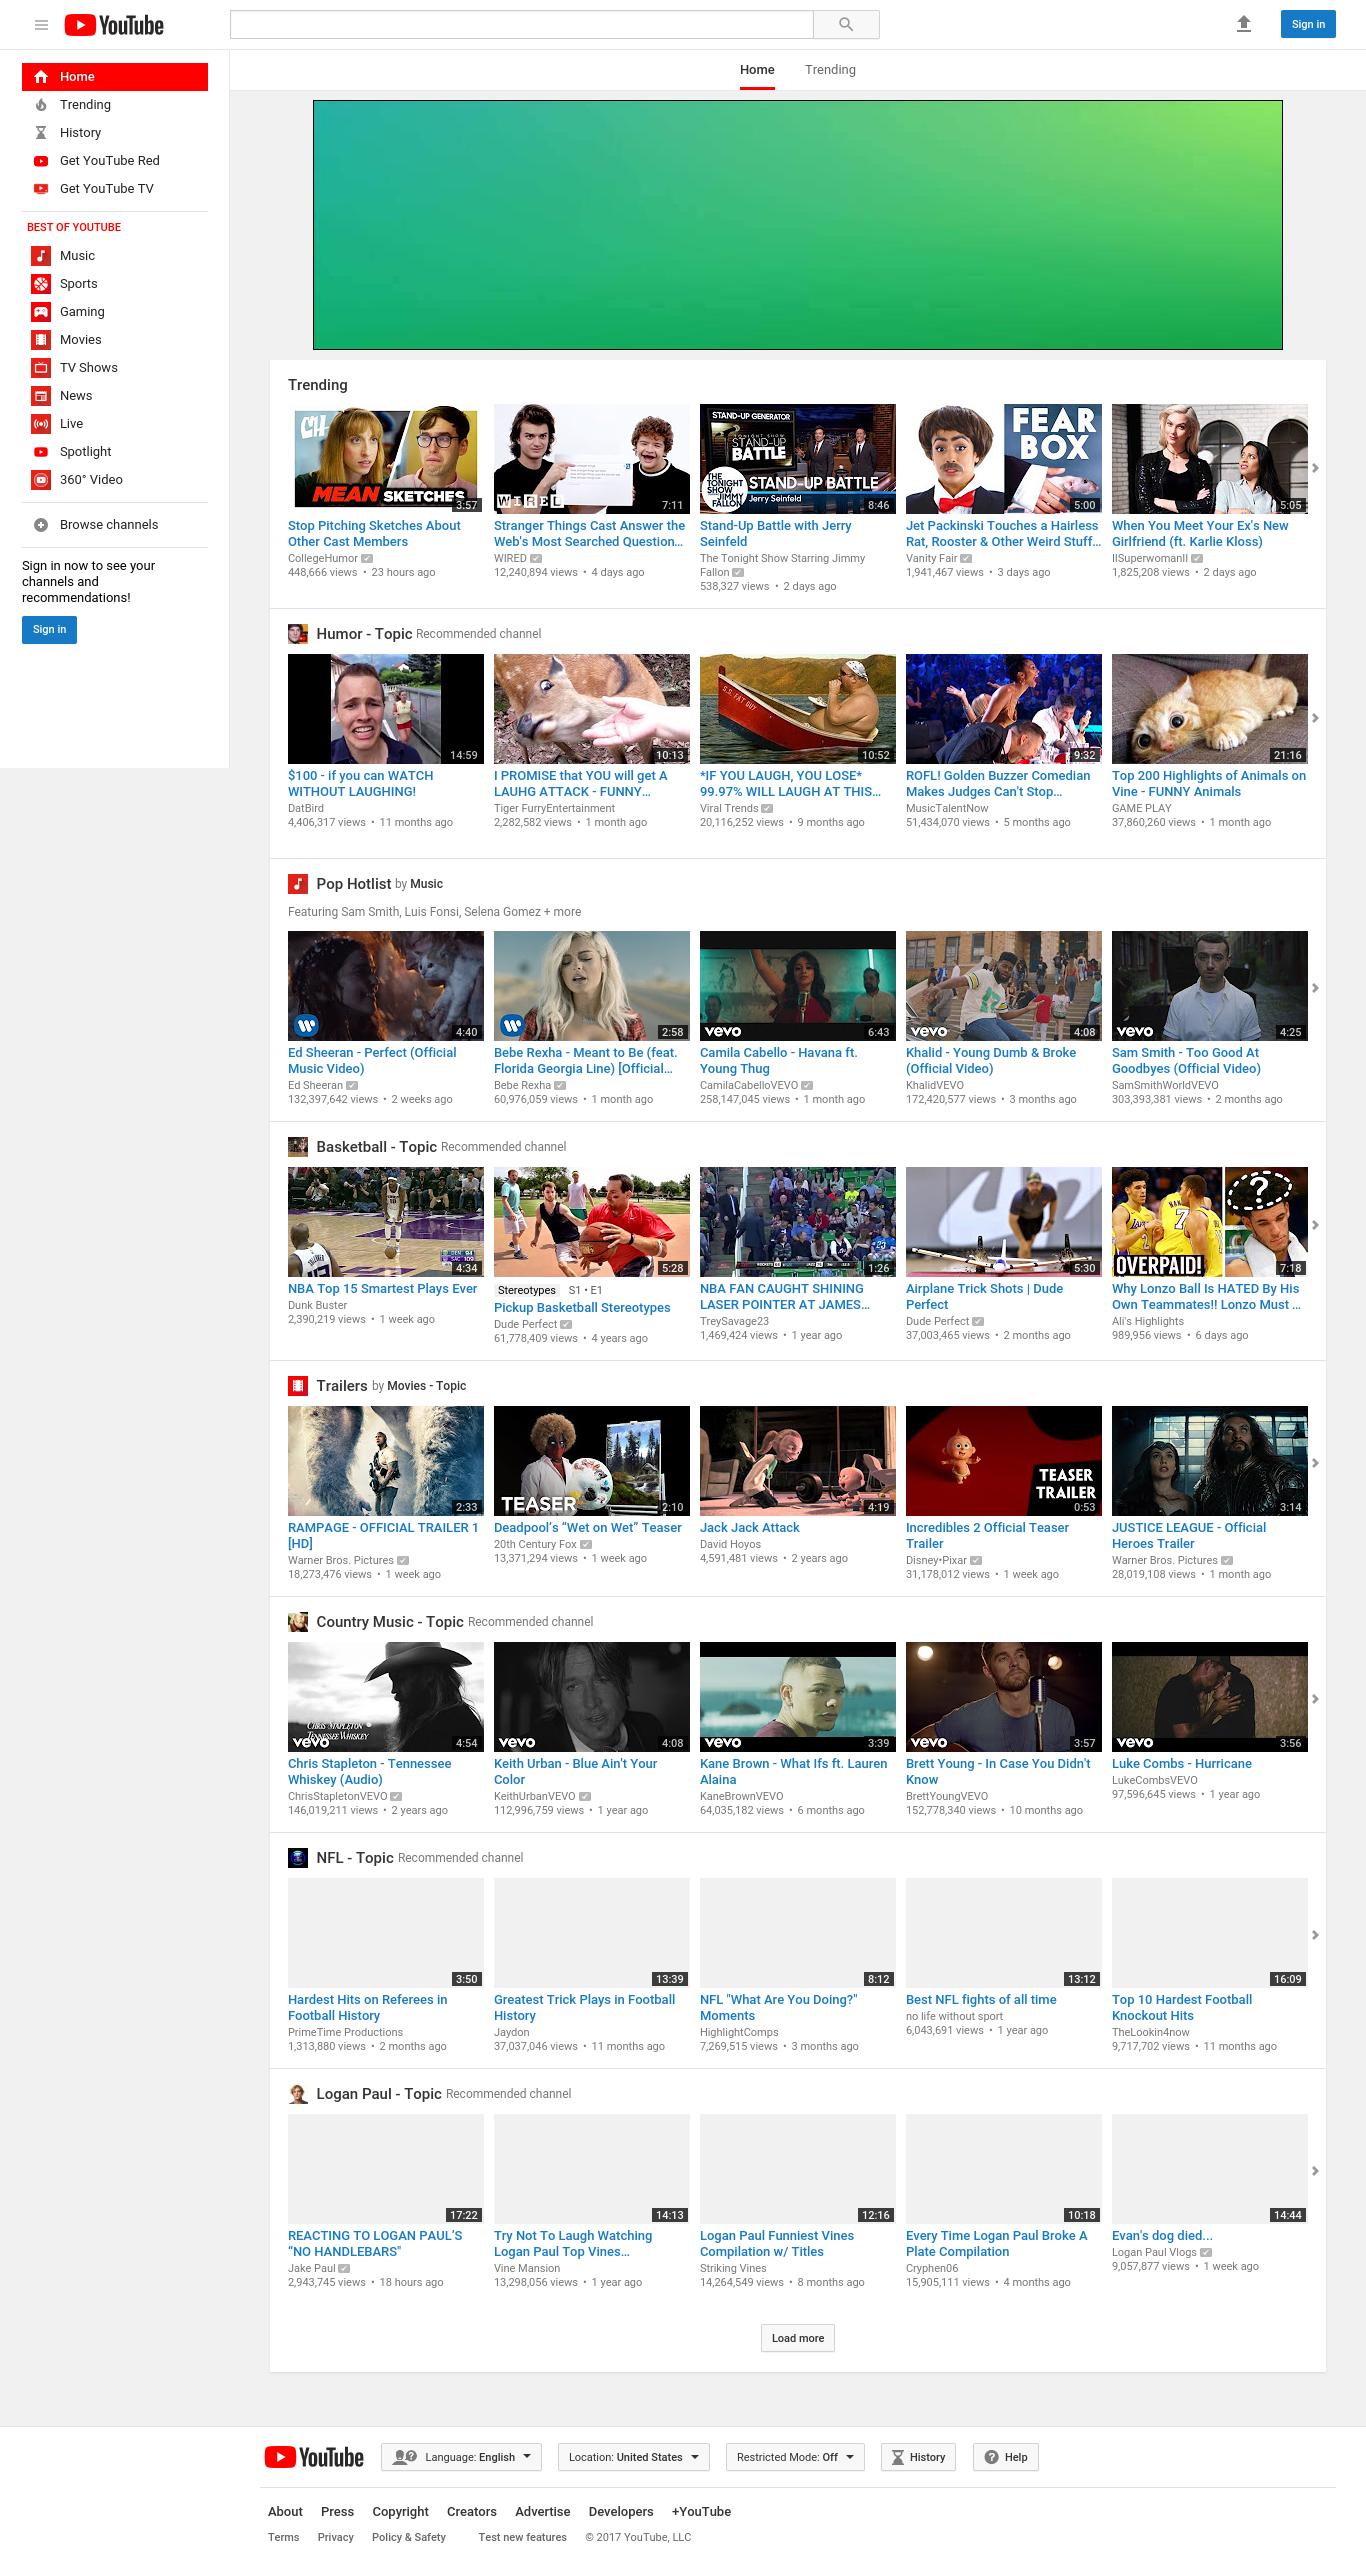 YouTube
Sign in
Home
Trending
Home
Trending
History
Get YouTube Red
Get YouTube TV
BEST OF YOUTUBE
Music
Sports
Gaming
Movies
TV Shows
News
Live
Spotlight
360° Video
Browse channels
Sign in now to see your
channels and
recommendations!
Sign in
Trending
CH
MEAN SKETCHES
3:57
WIRED
7:11
STAND-UP GENERATOR
STAND-UP
BATTLE
THE
TONIGHT
SHOW
JIMMY
FALLON
STAND-UP BATTLE
Jerry Seinfeld
8:46
FEAR
BOX
5:00
5:05
Stop Pitching Sketches About
Other Cast Members
CollegeHumor
448,666 views • 23 hours ago
Stranger Things Cast Answer the
Web's Most Searched Question...
WIRED
12,240,894 views • 4 days ago
Stand-Up Battle with Jerry
Seinfeld
The Tonight Show Starring Jimmy
Fallon
538,327 views • 2 days ago
Jet Packinski Touches a Hairless
Rat, Rooster & Other Weird Stuff...
Vanity Fair
1,941,467 views • 3 days ago
When You Meet Your Ex's New
Girlfriend (ft. Karlie Kloss)
IISuperwomanII
1,825,208 views • 2 days ago
Humor - Topic Recommended channel
14:59
10:13
S.S. FAT GUY
10:52
9:32
21:16
$100 - if you can WATCH
WITHOUT LAUGHING!
DatBird
4,406,317 views • 11 months ago
I PROMISE that YOU will get A
LAUHG ATTACK - FUNNY...
Tiger FurryEntertainment
2,282,582 views • 1 month ago
*IF YOU LAUGH, YOU LOSE*
99.97% WILL LAUGH AT THIS...
Viral Trends
20,116,252 views • 9 months ago
ROFL! Golden Buzzer Comedian
Makes Judges Can't Stop...
MusicTalentNow
51,434,070 views • 5 months ago
Top 200 Highlights of Animals on
Vine - FUNNY Animals
GAME PLAY
37,860,260 views • 1 month ago
Pop Hotlist by Music
Featuring Sam Smith, Luis Fonsi, Selena Gomez + more
4:40
2:58
vevo
6:43
vevo
4:08
vevo
4:25
Ed Sheeran - Perfect (Official
Music Video)
Ed Sheeran
132,397,642 views • 2 weeks ago
Bebe Rexha - Meant to Be (feat.
Florida Georgia Line) [Official...
Bebe Rexha
60,976,059 views • 1 month ago
Camila Cabello - Havana ft.
Young Thug
CamilaCabelloVEVO
258,147,045 views • 1 month ago
Khalid - Young Dumb & Broke
(Official Video)
KhalidVEVO
172,420,577 views • 3 months ago
Sam Smith - Too Good At
Goodbyes (Official Video)
SamSmithWorldVEVO
303,393,381 views • 2 months ago
Basketball - Topic Recommended channel
4:34
5:28
1:26
5:30
OVERPAID!
?
7:18
NBA Top 15 Smartest Plays Ever
Dunk Buster
2,390,219 views • 1 week ago
Stereotypes S1 • E1
Pickup Basketball Stereotypes
Dude Perfect
61,778,409 views • 4 years ago
NBA FAN CAUGHT SHINING
LASER POINTER AT JAMES...
TreySavage23
1,469,424 views • 1 year ago
Airplane Trick Shots | Dude
Perfect
Dude Perfect
37,003,465 views • 2 months ago
Why Lonzo Ball Is HATED By His
Own Teammates!! Lonzo Must ...
Ali's Highlights
989,956 views • 6 days ago
Trailers by Movies - Topic
2:33
TEASER
2:10
4:19
TEASER
TRAILER
0:53
3:14
RAMPAGE - OFFICIAL TRAILER 1
[HD]
Warner Bros. Pictures
18,273,476 views • 1 week ago
Deadpool's “Wet on Wet” Teaser
20th Century Fox
13,371,294 views • 1 week ago
Jack Jack Attack
David Hoyos
4,591,481 views • 2 years ago
Incredibles 2 Official Teaser
Trailer
Disney•Pixar
31,178,012 views • 1 week ago
JUSTICE LEAGUE - Official
Heroes Trailer
Warner Bros. Pictures
28,019,108 views • 1 month ago
Country Music - Topic Recommended channel
CHRIS STAPLETON
TENNESSEE WHISKEY
vevo
4:54
vevo
4:08
vevo
3:39
vevo
3:57
vevo
3:56
Chris Stapleton - Tennessee
Whiskey (Audio)
ChrisStapletonVEVO
146,019,211 views • 2 years ago
Keith Urban - Blue Ain't Your
Color
KeithUrbanVEVO
112,996,759 views • 1 year ago
Kane Brown - What Ifs ft. Lauren
Alaina
KaneBrownVEVO
64,035,182 views • 6 months ago
Brett Young - In Case You Didn't
Know
BrettYoungVEVO
152,778,340 views • 10 months ago
Luke Combs - Hurricane
LukeCombsVEVO
97,596,645 views • 1 year ago
NFL - Topic Recommended channel
3:50
13:39
8:12
13:12
16:09
Hardest Hits on Referees in
Football History
PrimeTime Productions
1,313,880 views • 2 months ago
Greatest Trick Plays in Football
History
Jaydon
37,037,046 views • 11 months ago
NFL "What Are You Doing?"
Moments
HighlightComps
7,269,515 views • 3 months ago
Best NFL fights of all time
no life without sport
6,043,691 views • 1 year ago
Top 10 Hardest Football
Knockout Hits
TheLookin4now
9,717,702 views • 11 months ago
Logan Paul - Topic Recommended channel
17:22
14:13
12:16
10:18
14:44
REACTING TO LOGAN PAUL'S
“NO HANDLEBARS"
Jake Paul
2,943,745 views • 18 hours ago
Try Not To Laugh Watching
Logan Paul Top Vines...
Vine Mansion
13,298,056 views • 1 year ago
Logan Paul Funniest Vines
Compilation w/ Titles
Striking Vines
14,264,549 views • 8 months ago
Every Time Logan Paul Broke A
Plate Compilation
Cryphen06
15,905,111 views • 4 months ago
Evan's dog died...
Logan Paul Vlogs
9,057,877 views • 1 week ago
Load more
YouTube
Language: English
Location: United States
Restricted Mode: Off
History
Help
About Press Copyright Creators Advertise Developers +YouTube
Terms Privacy Policy & Safety Test new features © 2017 YouTube, LLC